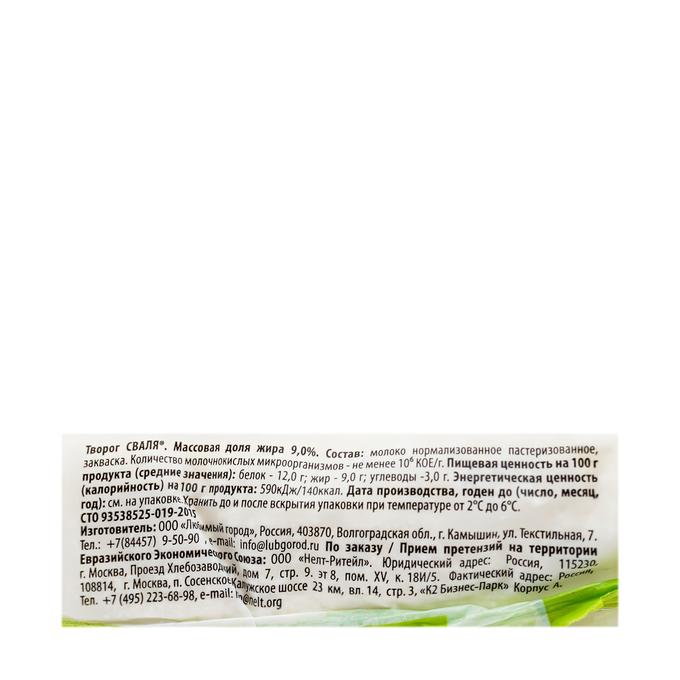 Творог СВАЛЯ®. Массовая доля жира 9,0%. Состав: молоко нормализованное пастеризованное,
закваска. Количество молочнокислых микроорганизмов - не менее 10⁶ КОЕ/г. Пищевая ценность на 100 г
продукта (средние значения): белок - 12,0 г; жир - 9,0 г; углеводы -3,0 г. Энергетическая ценность
(калорийность) на 100 г продукта: 590кДж/140ккал. Дата производства, годен до (число, месяц,
год): см. на упаковке. Хранить до и после вскрытия упаковки при температуре от 2°С до 6°С.
СТО 93538525-019-2015
Изготовитель: ООО «Любимый город», Россия, 403870, Волгоградская обл., г. Камышин, ул. Текстильная, 7.
Тел.: +7(84457) 9-50-90 e-mail: info@lubgorod.ru По заказу / Прием претензий на территории
Евразийского Экономического Союза: ООО «Нелт-Ритейл». Юридический адрес: Россия, 115230,
г. Москва, Проезд Хлебозаводский, дом 7, стр. 9. эт 8, пом. XV, к. 18И/5. Фактический адрес: Россия,
108814, г. Москва, п. Сосенское Калужское шоссе 23 км, вл. 14, стр. 3, «К2 Бизнес-Парк» Корпус А.
Тел. +7 (495) 223-68-98, e-mail: @nelt.org